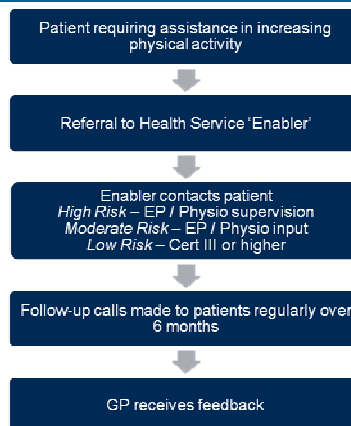 Patient requiring assistance in increasing
physical activity
Referral to Health Service ‘Enabler’
Enabler contacts patient
High Risk – EP / Physio supervision
Moderate Risk – EP / Physio input
Low Risk – Cert III or higher
Follow-up calls made to patients regularly over
6 months
GP receives feedback